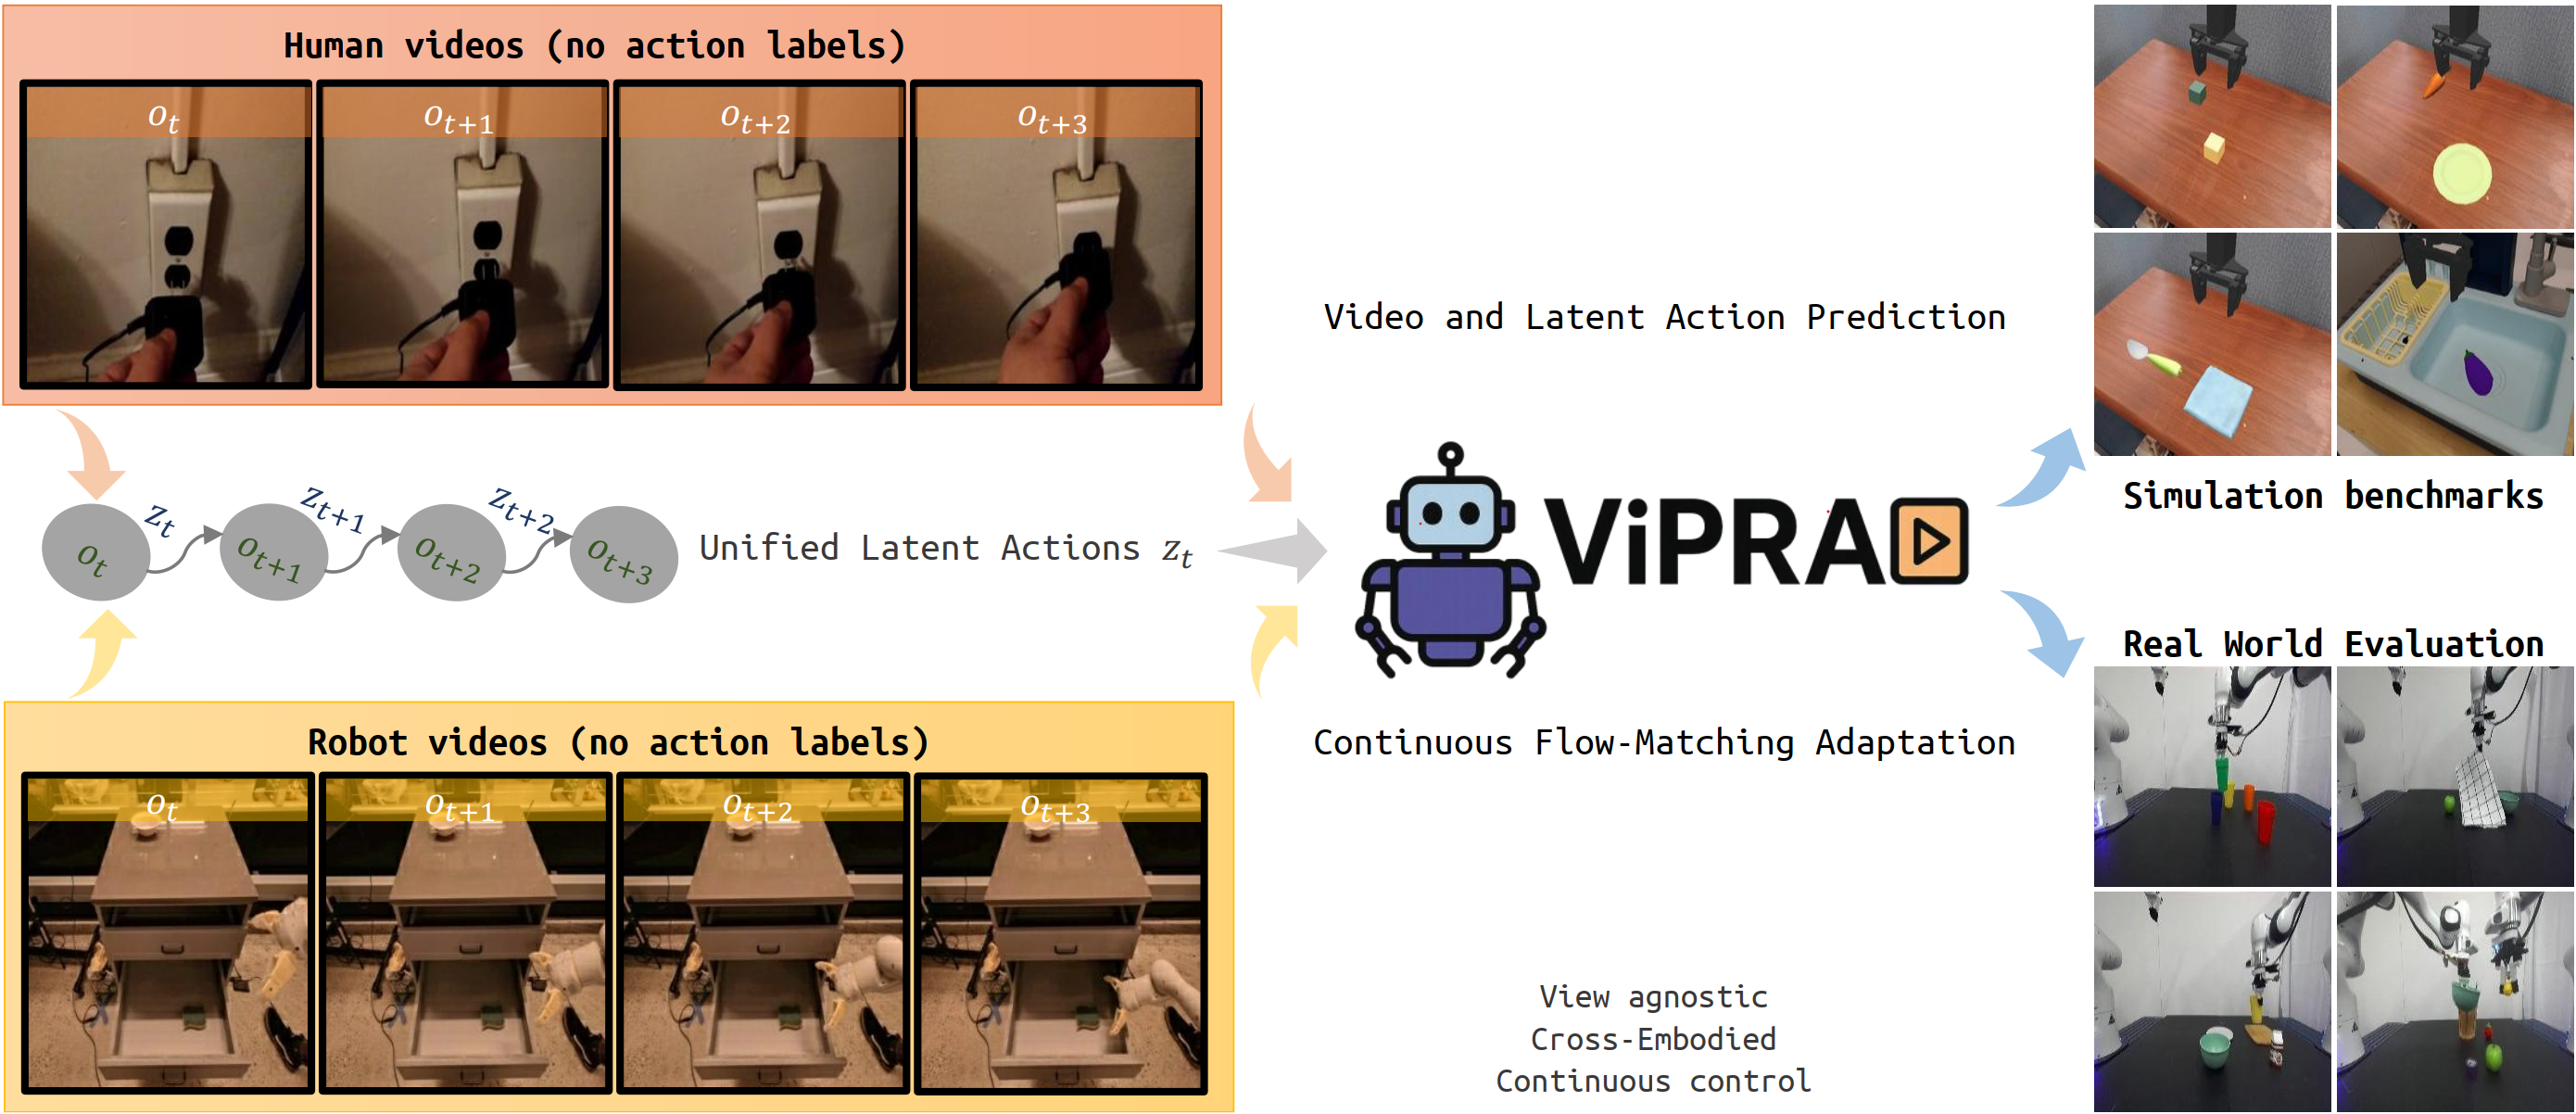 Human videos (no action labels)
o_t o_{t+1} o_{t+2} o_{t+3}
z_t z_{t+1} z_{t+2}
o_t o_{t+1} o_{t+2} o_{t+3}
Unified Latent Actions z_t
Robot videos (no action labels)
o_t o_{t+1} o_{t+2} o_{t+3}
Video and Latent Action Prediction
ViPRA
Continuous Flow-Matching Adaptation
View agnostic
Cross-Embodied
Continuous control
Simulation benchmarks
Real World Evaluation